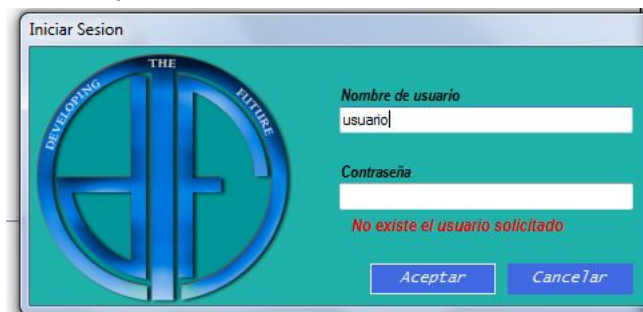 Iniciar Sesion
DEVELOPING THE FUTURE
Nombre de usuario
usuario
Contraseña
No existe el usuario solicitado
Aceptar
Cancelar